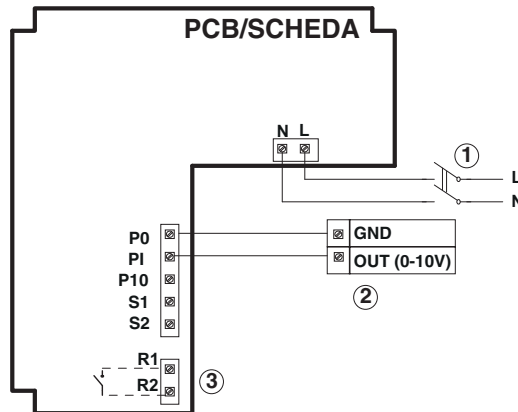 PCB/SCHEDA
N L
1
L
N
P0 GND
PI OUT (0-10V)
P10
2
S1
S2
R1
R2 3